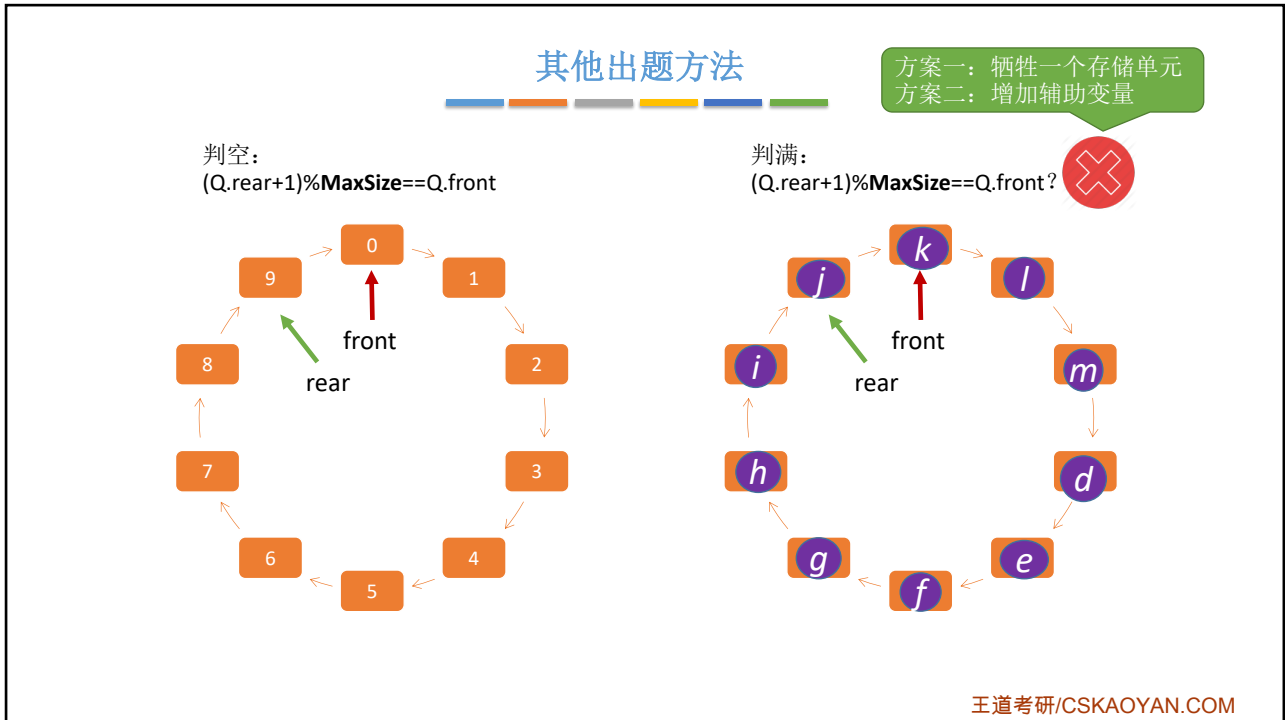 其他出题方法
方案一：牺牲一个存储单元
方案二：增加辅助变量
判空：
(Q.rear+1)%MaxSize==Q.front
判满：
(Q.rear+1)%MaxSize==Q.front？
0
1
2
3
4
5
6
7
8
9
front
rear
k
l
m
d
e
f
g
h
i
j
front
rear
王道考研/CSKAOYAN.COM